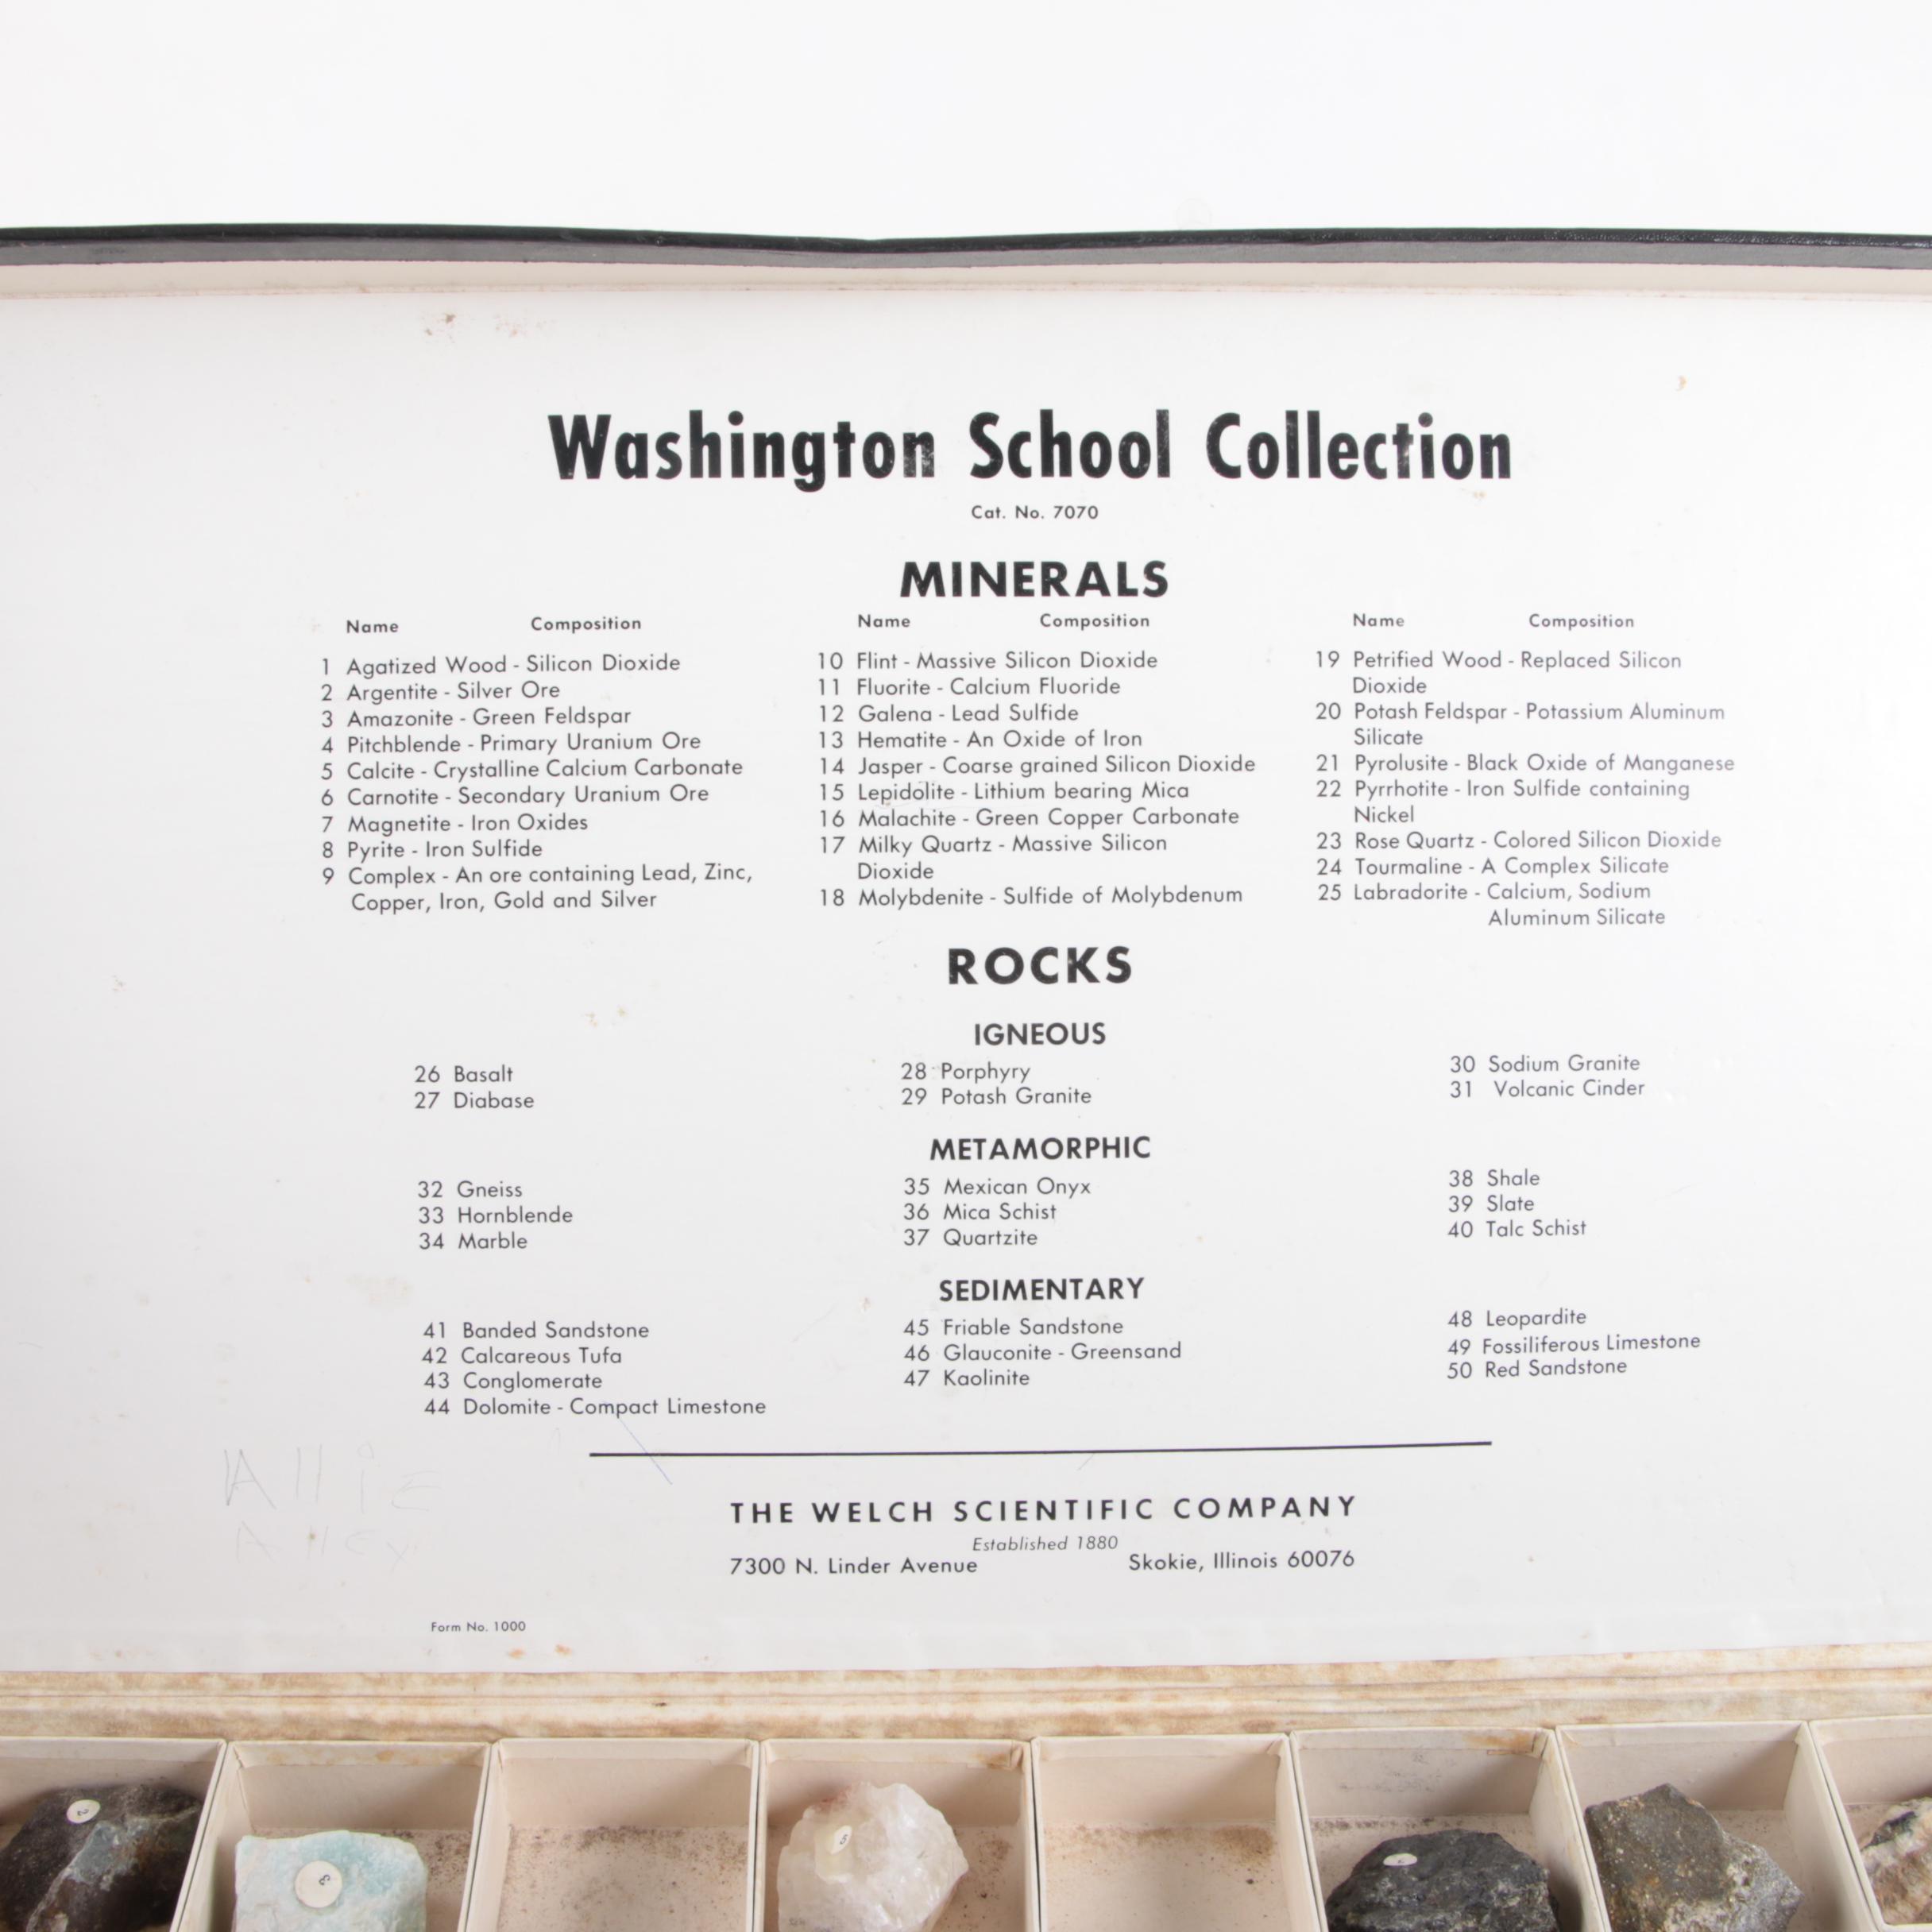 Washington School Collection
Cat. No. 7070
MINERALS
Name Composition
1 Agatized Wood - Silicon Dioxide
2 Argentite - Silver Ore
3 Amazonite - Green Feldspar
4 Pitchblende - Primary Uranium Ore
5 Calcite - Crystalline Calcium Carbonate
6 Carnotite - Secondary Uranium Ore
7 Magnetite - Iron Oxides
8 Pyrite - Iron Sulfide
9 Complex - An ore containing Lead, Zinc,
Copper, Iron, Gold and Silver
Name Composition
10 Flint - Massive Silicon Dioxide
11 Fluorite - Calcium Fluoride
12 Galena - Lead Sulfide
13 Hematite - An Oxide of Iron
14 Jasper - Coarse grained Silicon Dioxide
15 Lepidolite - Lithium bearing Mica
16 Malachite - Green Copper Carbonate
17 Milky Quartz - Massive Silicon
Dioxide
18 Molybdenite - Sulfide of Molybdenum
Name Composition
19 Petrified Wood - Replaced Silicon
Dioxide
20 Potash Feldspar - Potassium Aluminum
Silicate
21 Pyrolusite - Black Oxide of Manganese
22 Pyrrhotite - Iron Sulfide containing
Nickel
23 Rose Quartz - Colored Silicon Dioxide
24 Tourmaline - A Complex Silicate
25 Labradorite - Calcium, Sodium
Aluminum Silicate
ROCKS
IGNEOUS
26 Basalt
27 Diabase
28 Porphyry
29 Potash Granite
30 Sodium Granite
31 Volcanic Cinder
METAMORPHIC
32 Gneiss
33 Hornblende
34 Marble
35 Mexican Onyx
36 Mica Schist
37 Quartzite
38 Shale
39 Slate
40 Talc Schist
SEDIMENTARY
41 Banded Sandstone
42 Calcareous Tufa
43 Conglomerate
44 Dolomite - Compact Limestone
45 Friable Sandstone
46 Glauconite - Greensand
47 Kaolinite
48 Leopardite
49 Fossiliferous Limestone
50 Red Sandstone
Allie
Alley
THE WELCH SCIENTIFIC COMPANY
Established 1880
7300 N. Linder Avenue Skokie, Illinois 60076
Form No. 1000
2
3
5